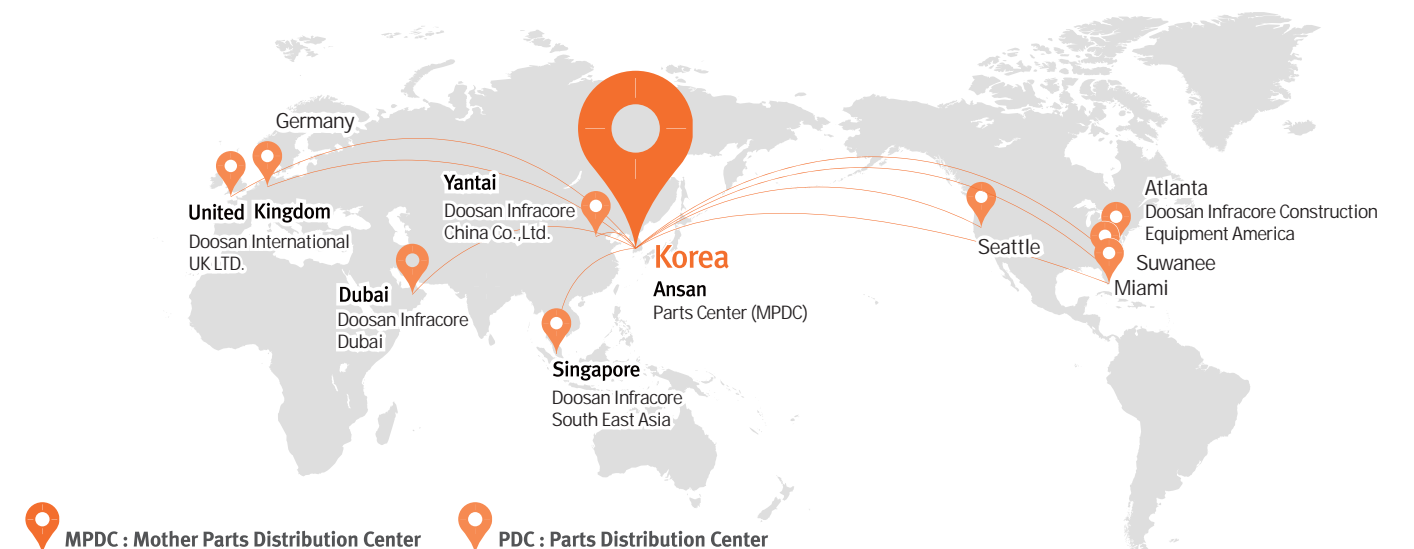 Germany
United Kingdom
Doosan International
UK LTD.
Yantai
Doosan Infracore
China Co.,Ltd.
Dubai
Doosan Infracore
Dubai
Korea
Ansan
Parts Center (MPDC)
Singapore
Doosan Infracore
South East Asia
Seattle
Atlanta
Doosan Infracore Construction
Equipment America
Suwanee
Miami
MPDC : Mother Parts Distribution Center
PDC : Parts Distribution Center